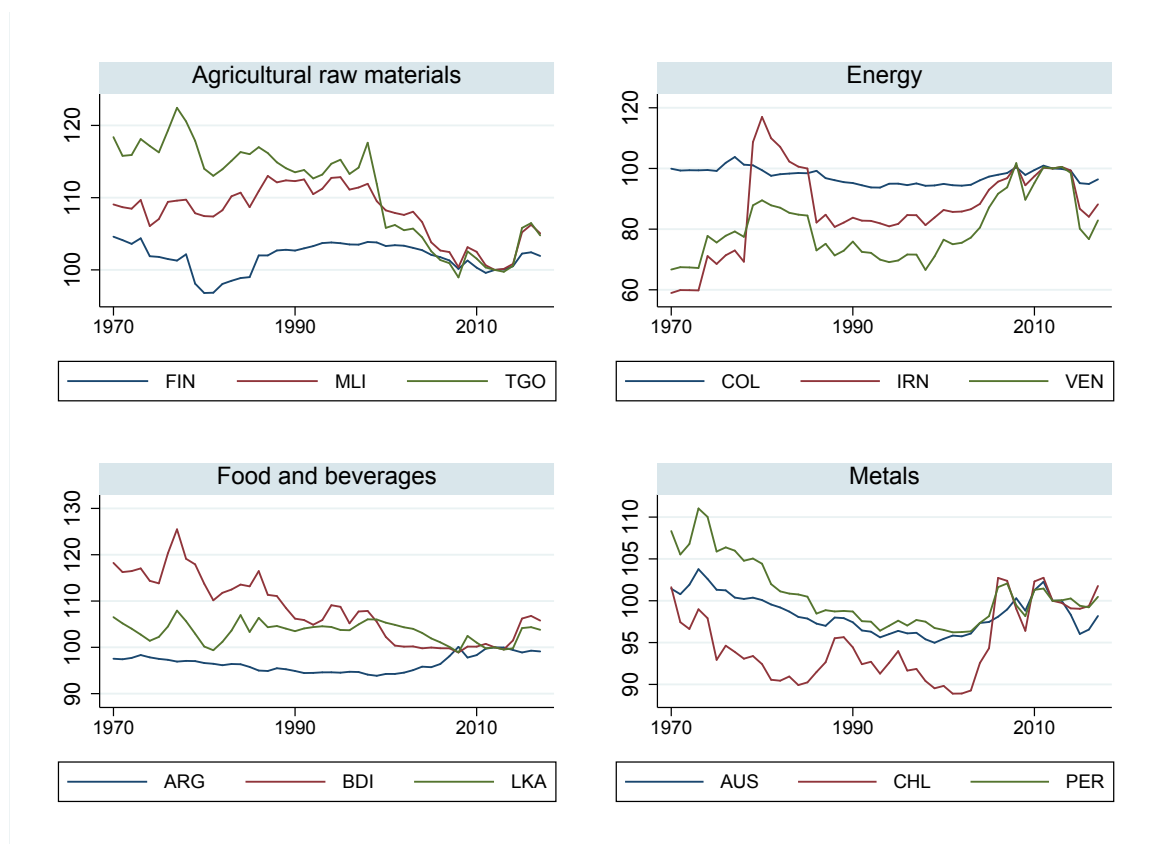 Agricultural raw materials
120
110
100
1970 1990 2010
FIN MLI TGO
Energy
120
100
80
60
1970 1990 2010
COL IRN VEN
Food and beverages
130
120
110
100
90
1970 1990 2010
ARG BDI LKA
Metals
110
105
100
95
90
1970 1990 2010
AUS CHL PER